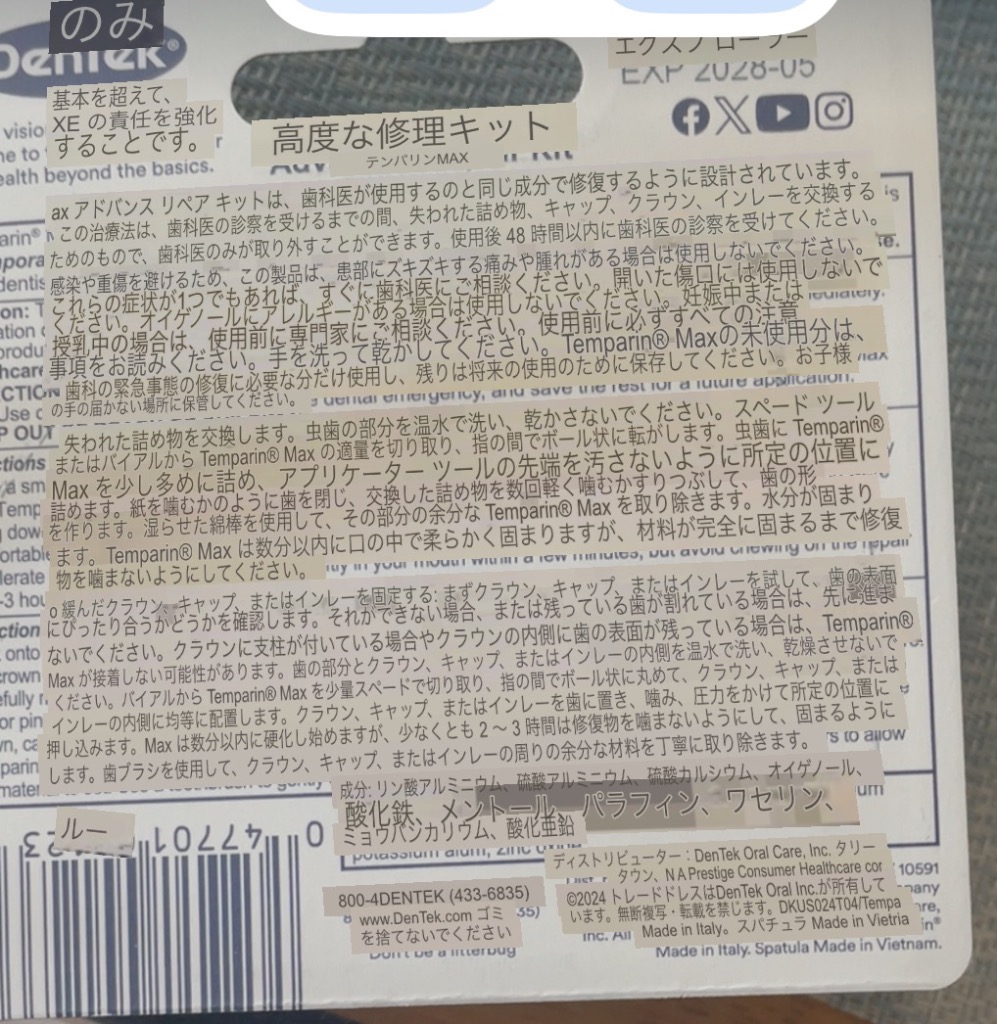 のみ
DenTek®
エクスプローラー
EXP 2028-05
基本を超えて、
XE の責任を強化
することです。
visio
ne to
ealth beyond the basics.
高度な修理キット
テンパリンMAX
ax アドバンス リペア キットは、歯科医が使用するのと同じ成分で修復するように設計されています。
この治療法は、歯科医の診察を受けるまでの間、失われた詰め物、キャップ、クラウン、インレーを交換する
ためのもので、歯科医のみが取り外すことができます。使用後 48 時間以内に歯科医の診察を受けてください。
感染や重傷を避けるため、この製品は、患部にズキズキする痛みや腫れがある場合は使用しないでください。
これらの症状が1つでもあれば、すぐに歯科医にご相談ください。開いた傷口には使用しないで
ください。オイゲノールにアレルギーがある場合は使用しないでください。妊娠中または
授乳中の場合は、使用前に専門家にご相談ください。使用前に必ずすべての注意
事項をお読みください。手を洗って乾かしてください。Temparin® Maxの未使用分は、
歯科の緊急事態の修復に必要な分だけ使用し、残りは将来の使用のために保存してください。お子様
の手の届かない場所に保管してください。
dental emergency, and save the rest for a future application.
失われた詰め物を交換します。虫歯の部分を温水で洗い、乾かさないでください。スペード ツール
またはバイアルから Temparin® Max の適量を切り取り、指の間でボール状に転がします。虫歯に Temparin®
Max を少し多めに詰め、アプリケーター ツールの先端を汚さないように所定の位置に
詰めます。紙を噛むかのように歯を閉じ、交換した詰め物を数回軽く噛むかすりつぶして、歯の形
を作ります。湿らせた綿棒を使用して、その部分の余分な Temparin® Max を取り除きます。水分が固まり
ます。Temparin® Max は数分以内に口の中で柔らかく固まりますが、材料が完全に固まるまで修復
物を噛まないようにしてください。
in your mouth within a few minutes, but avoid chewing on the repair
o 緩んだクラウン、キャップ、またはインレーを固定する: まずクラウン、キャップ、またはインレーを試して、歯の表面
にぴったり合うかどうかを確認します。それができない場合、または残っている歯が割れている場合は、先に進ま
ないでください。クラウンに支柱が付いている場合やクラウンの内側に歯の表面が残っている場合は、Temparin®
Max が接着しない可能性があります。歯の部分とクラウン、キャップ、またはインレーの内側を温水で洗い、乾燥させないで
ください。バイアルから Temparin® Max を少量スペードで切り取り、指の間でボール状に丸めて、クラウン、キャップ、または
インレーの内側に均等に配置します。クラウン、キャップ、またはインレーを歯に置き、噛み、圧力をかけて所定の位置に
押し込みます。Max は数分以内に硬化し始めますが、少なくとも 2 ～ 3 時間は修復物を噛まないようにして、固まるように
します。歯ブラシを使用して、クラウン、キャップ、またはインレーの周りの余分な材料を丁寧に取り除きます。
to allow
成分: リン酸アルミニウム、硫酸アルミニウム、硫酸カルシウム、オイゲノール、
酸化鉄、メントール、パラフィン、ワセリン、
ミョウバンカリウム、酸化亜鉛
potassium alum, zinc oxide
ルー
0 47701
ディストリビューター：DenTek Oral Care, Inc. タリー
タウン、N A Prestige Consumer Healthcare cor
10591
©2024 トレードドレスはDenTek Oral Inc.が所有して
います。無断複写・転載を禁じます。DKUS024T04/Tempa
Made in Italy。スパチュラ Made in Vietria
Made in Italy. Spatula Made in Vietnam.
800-4DENTEK (433-6835)
www.DenTek.com ゴミ
を捨てないでください
Don't be a litterbug